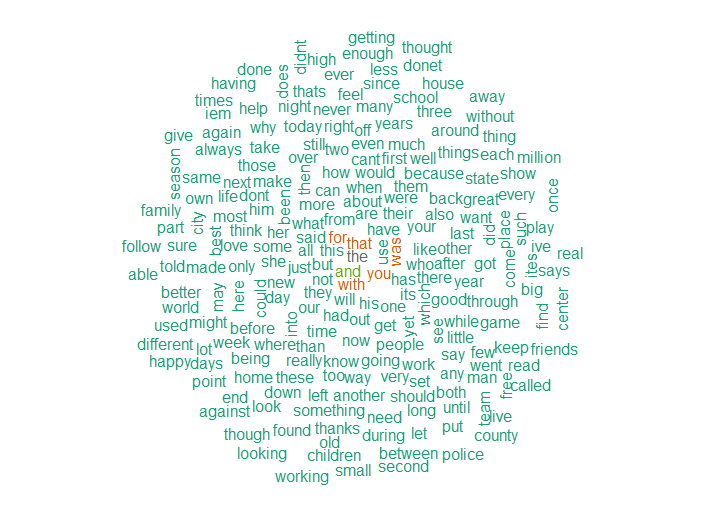 getting
didnt high enough thought
done does ever less donet
having thats feel since house
times night never many school away
iem help three without
give again why today right off years around thing
always take still two even much
season those over cant first well things each million
same next make then how would because state show
own life dont been can when them once
family most him more about were back great every
part city think her what from are their also want did place such play
follow sure best love some said for that have your last
all this the use was like other come ites ive real
able told made only she just but and you who after got says
better may here could new not with has there year big
world day they will his one its which good through find center
used might before into our had out get yet see while game
different lot week where than time now people little
happy days being really know going work say few keep friends
point home these too way very set any man went read
end down left another should both team free called
against look something need long until live
though found thanks during let put county
looking old children between police
working small second